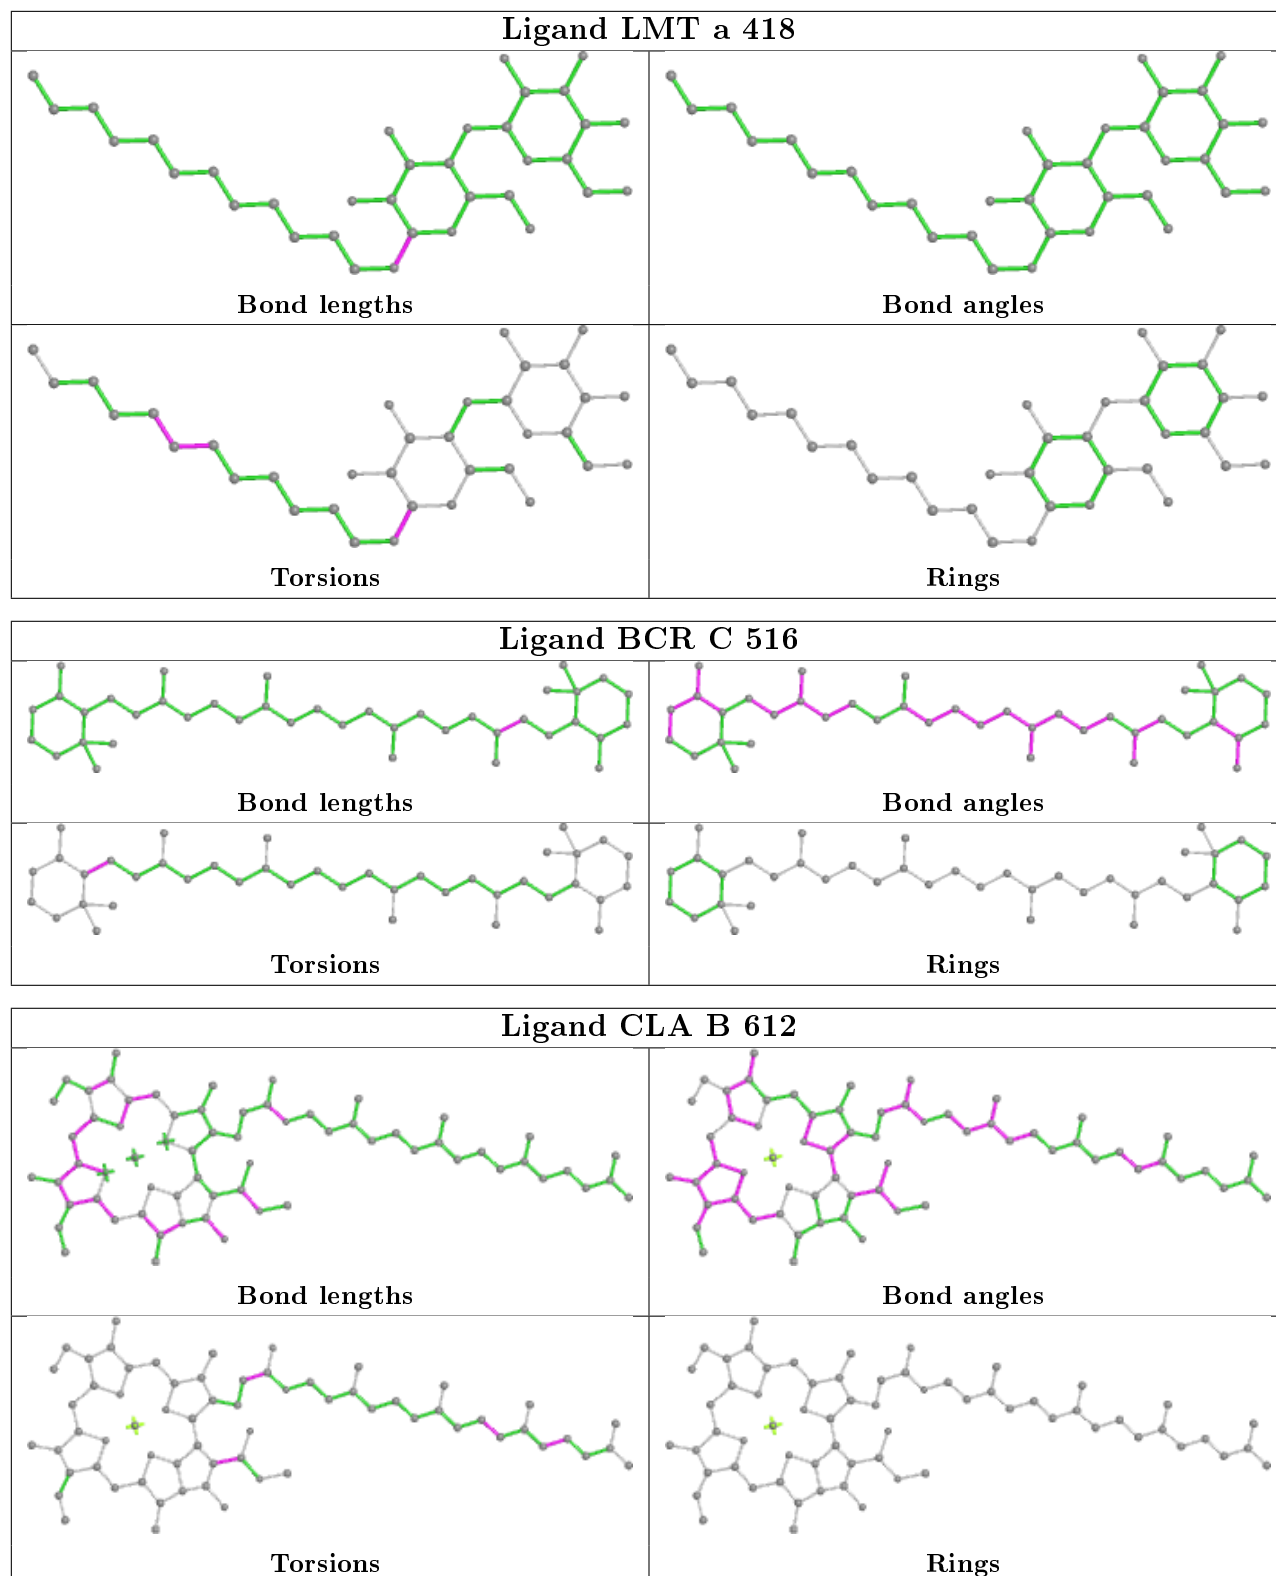 Ligand LMT a 418
Bond lengths
Bond angles
Torsions
Rings
Ligand BCR C 516
Bond lengths
Bond angles
Torsions
Rings
Ligand CLA B 612
Bond lengths
Bond angles
Torsions
Rings